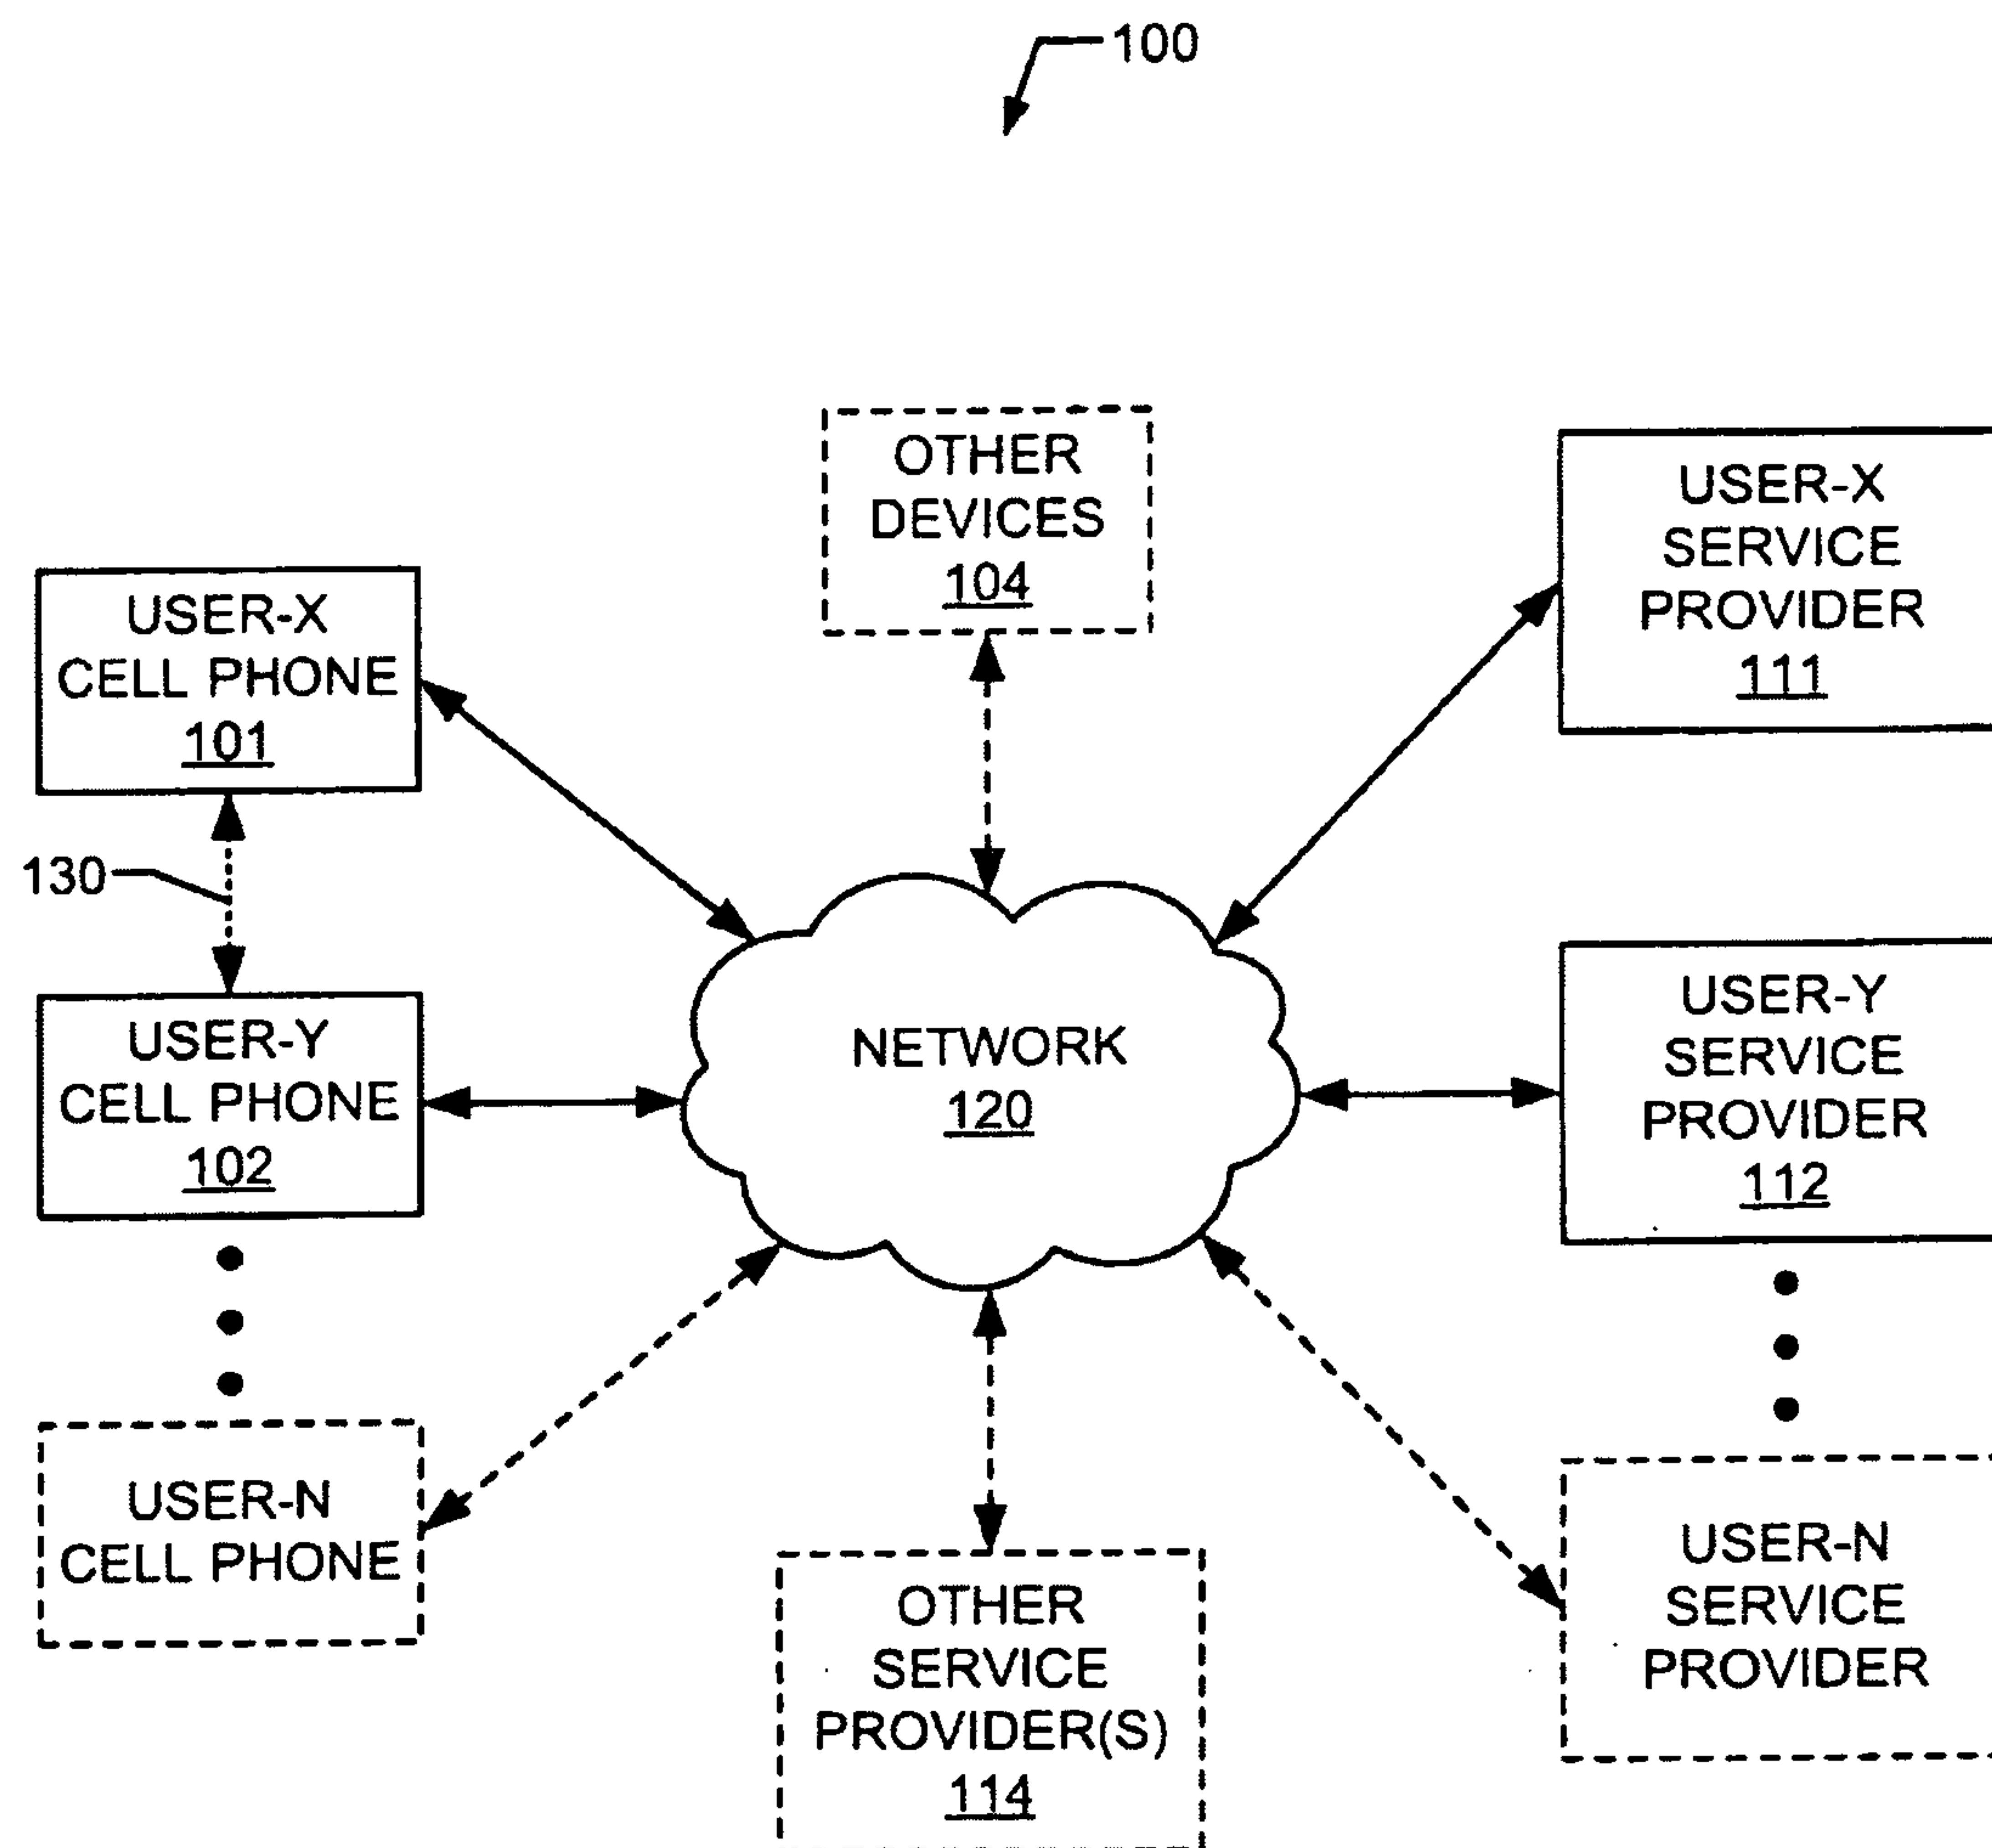 100
OTHER
DEVICES
104
USER-X
SERVICE
PROVIDER
111
USER-X
CELL PHONE
101
130
USER-Y
CELL PHONE
102
NETWORK
120
USER-Y
SERVICE
PROVIDER
112
USER-N
CELL PHONE
OTHER
SERVICE
PROVIDER(S)
114
USER-N
SERVICE
PROVIDER